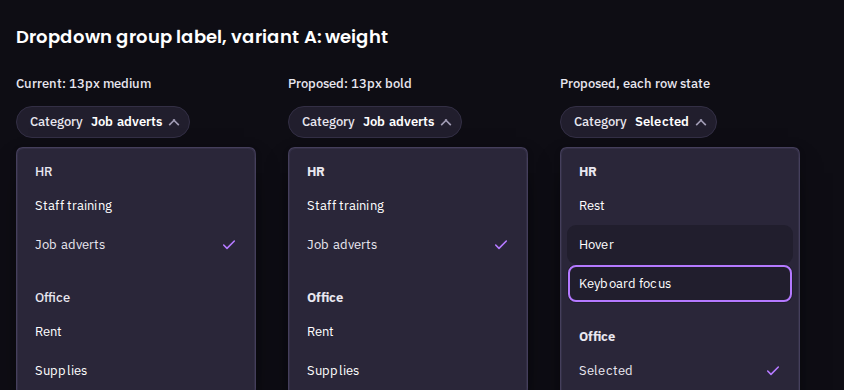 Dropdown group label, variant A: weight
Current: 13px medium
Category Job adverts
HR
Staff training
Job adverts
Office
Rent
Supplies
Proposed: 13px bold
Category Job adverts
HR
Staff training
Job adverts
Office
Rent
Supplies
Proposed, each row state
Category Selected
HR
Rest
Hover
Keyboard focus
Office
Selected